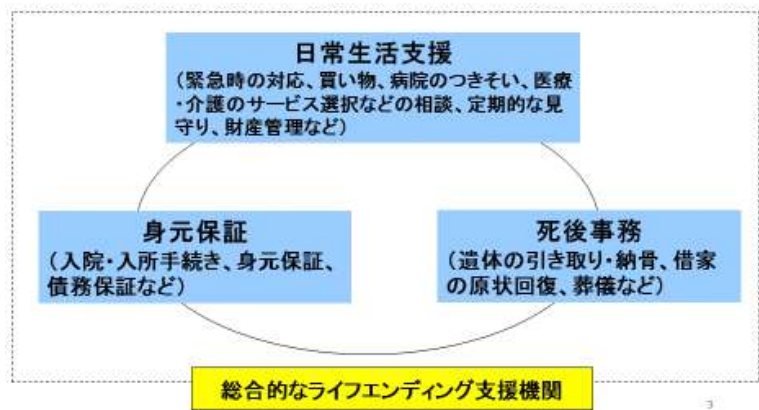 日常生活支援
（緊急時の対応、買い物、病院のつきそい、医療
・介護のサービス選択などの相談、定期的な見
守り、財産管理など）
身元保証
（入院・入所手続き、身元保証、
債務保証など）
死後事務
（遺体の引き取り・納骨、借家
の原状回復、葬儀など）
総合的なライフエンディング支援機関
3